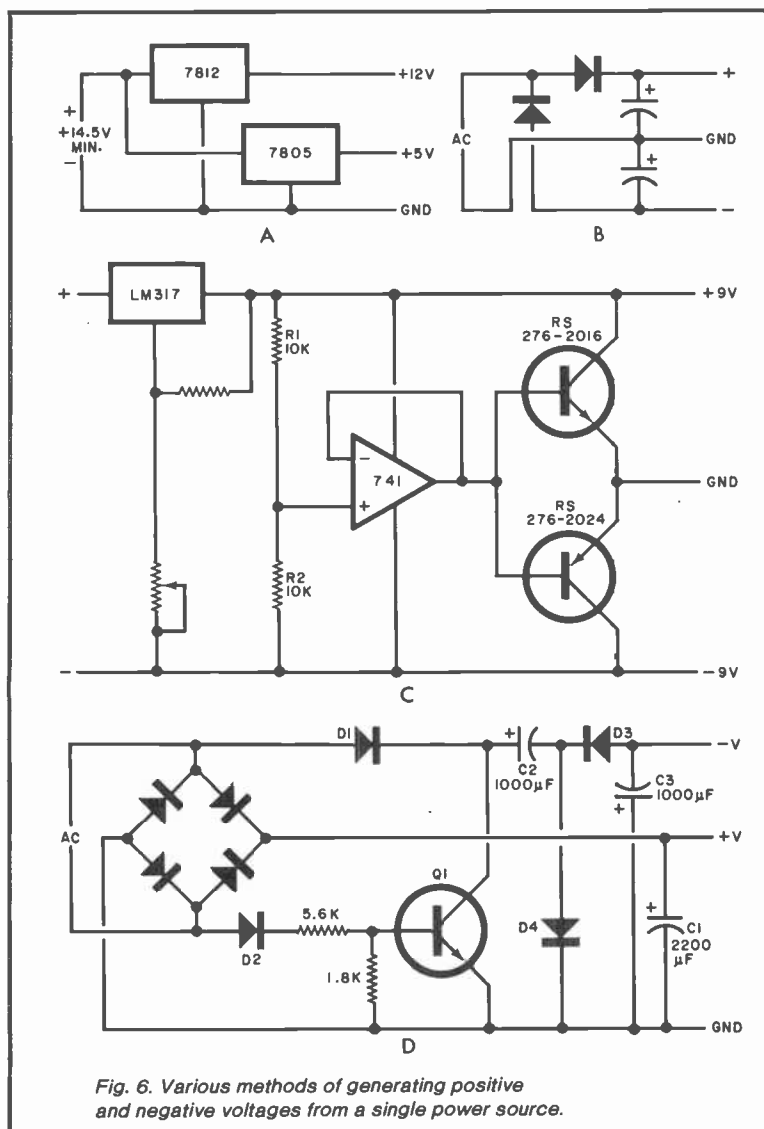 7812
+12V
+
+14.5V
MIN.
-
7805
+5V
GND
A
+
+
AC
GND
+
-
B
+
LM317
+9V
R1
10K
RS
276-2016
-
741
+
GND
RS
276-2024
R2
10K
-
-9V
C
D1
+
C2
1000µF
D3
-V
C3
1000µF
+
AC
+V
Q1
5.6K
D2
1.8K
D4
+
C1
2200
µF
GND
D
Fig. 6. Various methods of generating positive
and negative voltages from a single power source.